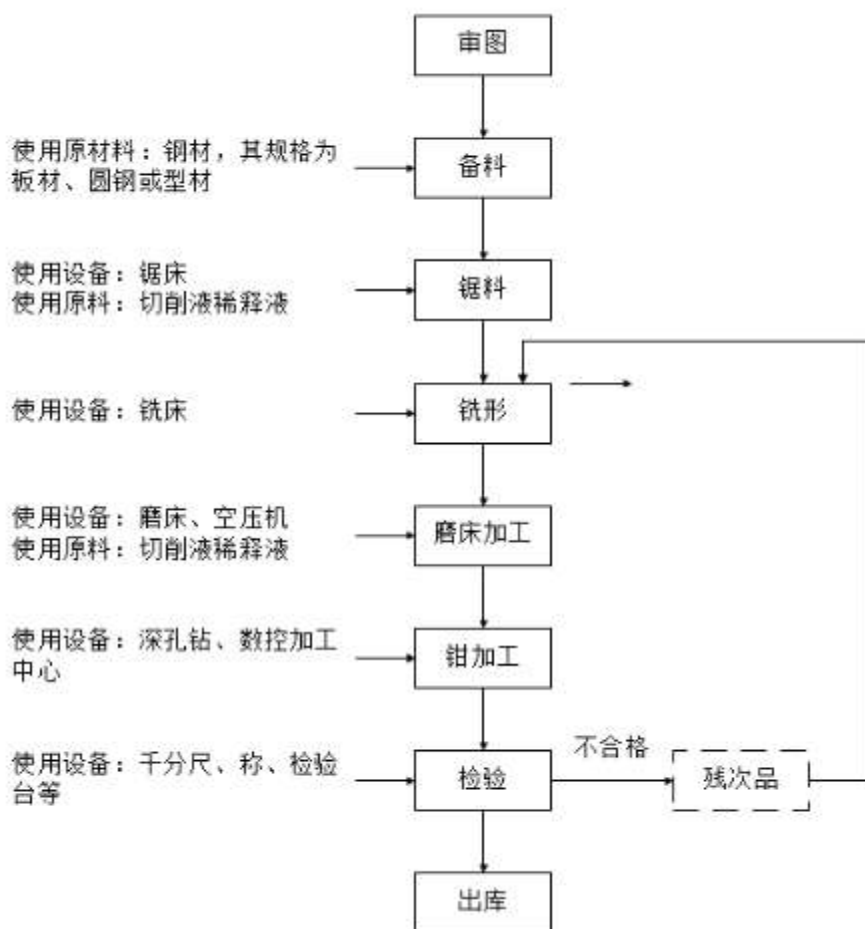 审图
使用原材料：钢材，其规格为
板材、圆钢或型材
备料
使用设备：锯床
使用原料：切削液稀释液
锯料
使用设备：铣床
铣形
使用设备：磨床、空压机
使用原料：切削液稀释液
磨床加工
使用设备：深孔钻、数控加工
中心
钳加工
使用设备：千分尺、称、检验
台等
检验
不合格
残次品
出库